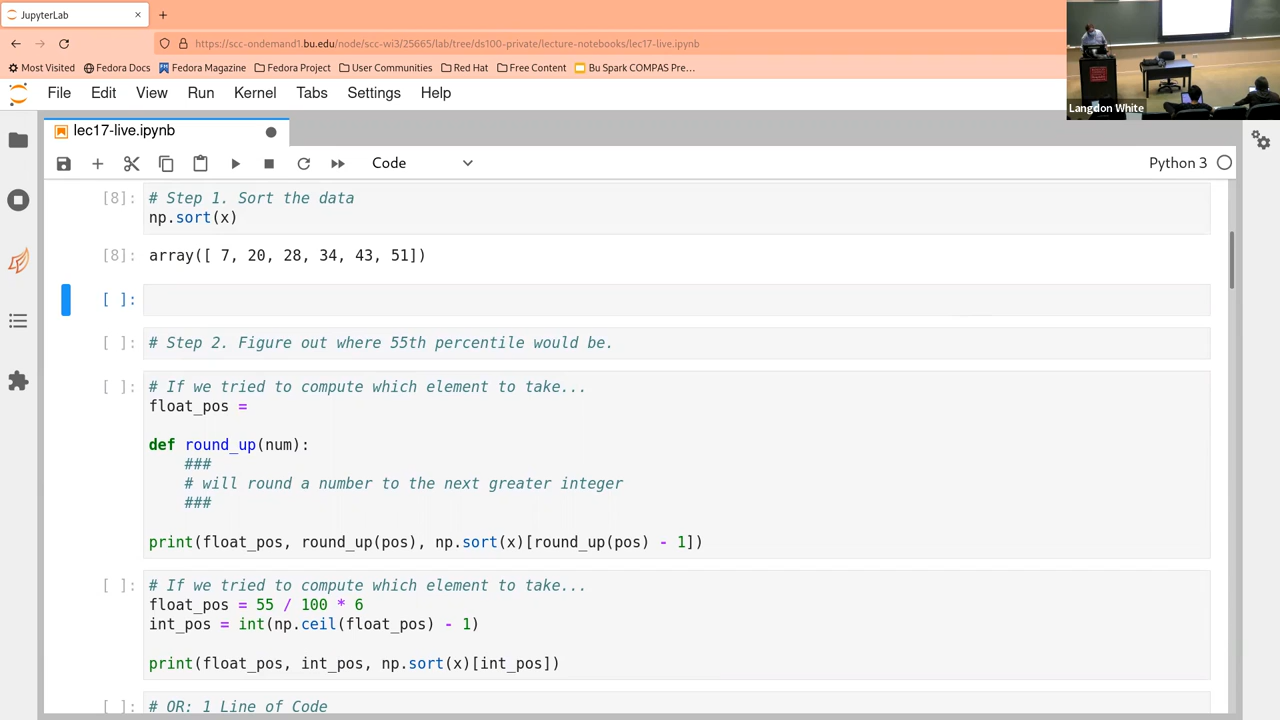 JupyterLab
https://scc-ondemand1.bu.edu/node/scc-wi3/25665/lab/tree/ds100-private/lecture-notebooks/lec17-live.ipynb
Most Visited Fedora Docs Fedora Magazine Fedora Project User Communities Red Hat Free Content Bu Spark COMPAS Pre...
Langdon White
File Edit View Run Kernel Tabs Settings Help
lec17-live.ipynb
Code
Python 3
[8]: # Step 1. Sort the data
np.sort(x)
[8]: array([ 7, 20, 28, 34, 43, 51])
[ ]:
[ ]: # Step 2. Figure out where 55th percentile would be.
[ ]: # If we tried to compute which element to take...
float_pos =
def round_up(num):
    ###
    # will round a number to the next greater integer
    ###
print(float_pos, round_up(pos), np.sort(x)[round_up(pos) - 1])
[ ]: # If we tried to compute which element to take...
float_pos = 55 / 100 * 6
int_pos = int(np.ceil(float_pos) - 1)
print(float_pos, int_pos, np.sort(x)[int_pos])
[ ]: # OR: 1 Line of Code